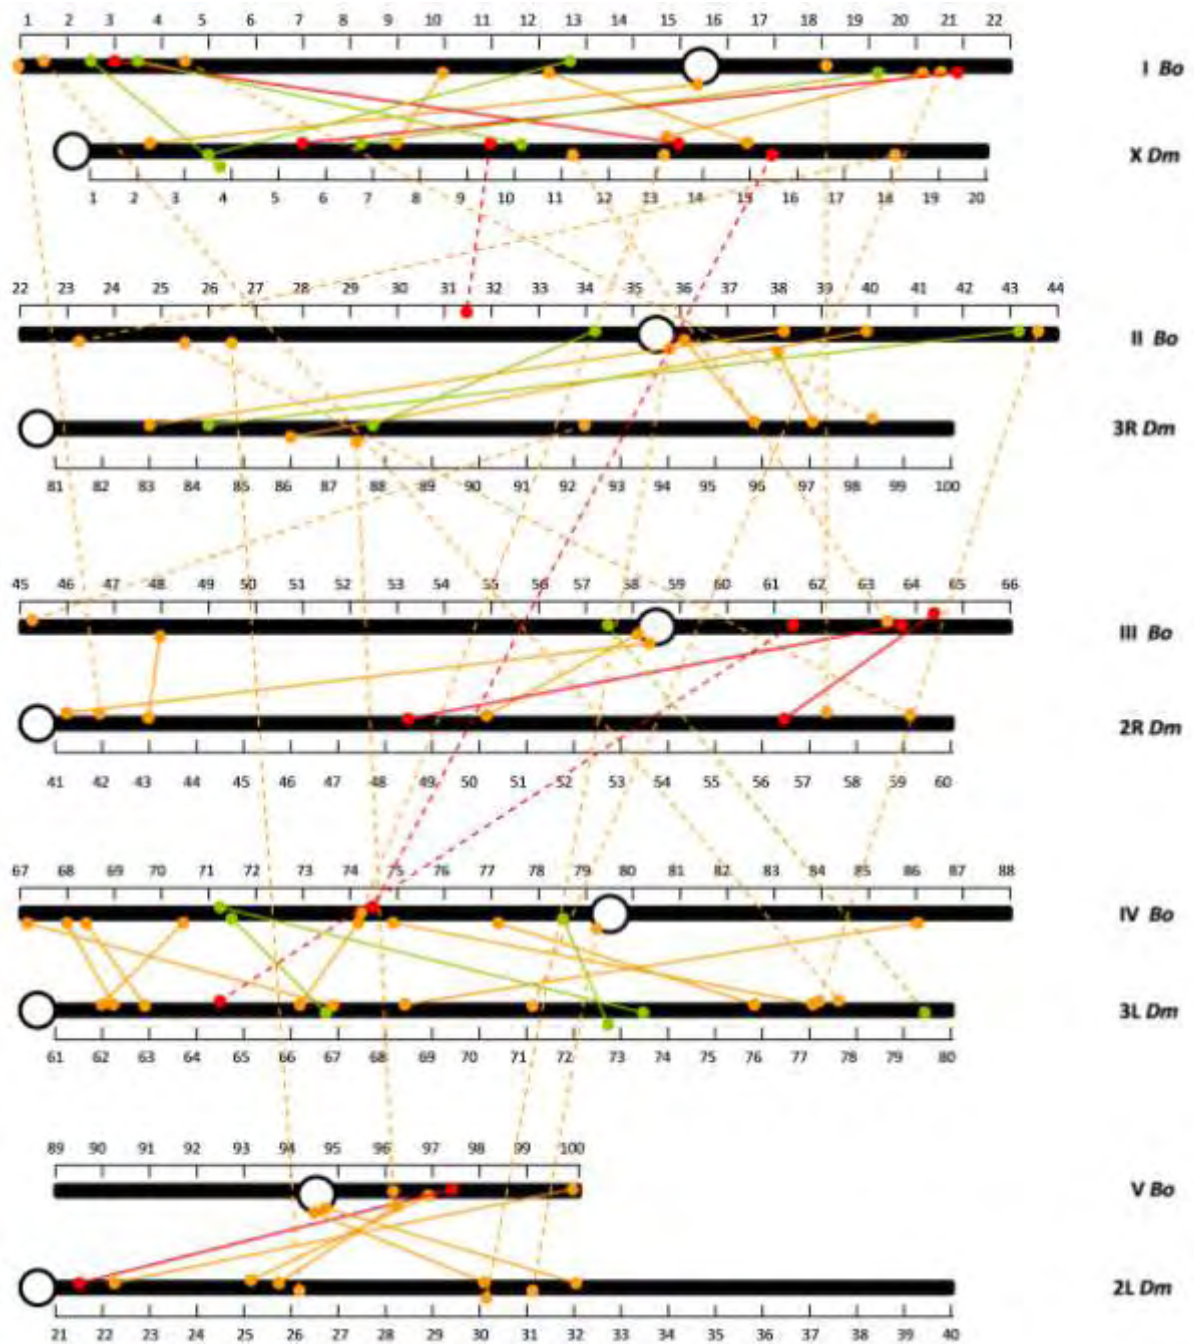 1 2 3 4 5 6 7 8 9 10 11 12 13 14 15 16 17 18 19 20 21 22
I Bo
X Dm
1 2 3 4 5 6 7 8 9 10 11 12 13 14 15 16 17 18 19 20
22 23 24 25 26 27 28 29 30 31 32 33 34 35 36 37 38 39 40 41 42 43 44
II Bo
3R Dm
81 82 83 84 85 86 87 88 89 90 91 92 93 94 95 96 97 98 99 100
45 46 47 48 49 50 51 52 53 54 55 56 57 58 59 60 61 62 63 64 65 66
III Bo
2R Dm
41 42 43 44 45 46 47 48 49 50 51 52 53 54 55 56 57 58 59 60
67 68 69 70 71 72 73 74 75 76 77 78 79 80 81 82 83 84 85 86 87 88
IV Bo
3L Dm
61 62 63 64 65 66 67 68 69 70 71 72 73 74 75 76 77 78 79 80
89 90 91 92 93 94 95 96 97 98 99 100
V Bo
2L Dm
21 22 23 24 25 26 27 28 29 30 31 32 33 34 35 36 37 38 39 40